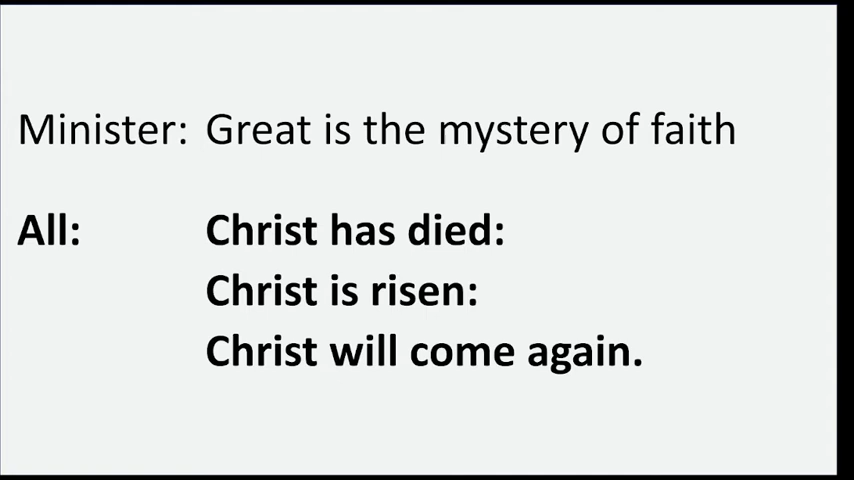 Minister: Great is the mystery of faith
All: Christ has died:
Christ is risen:
Christ will come again.